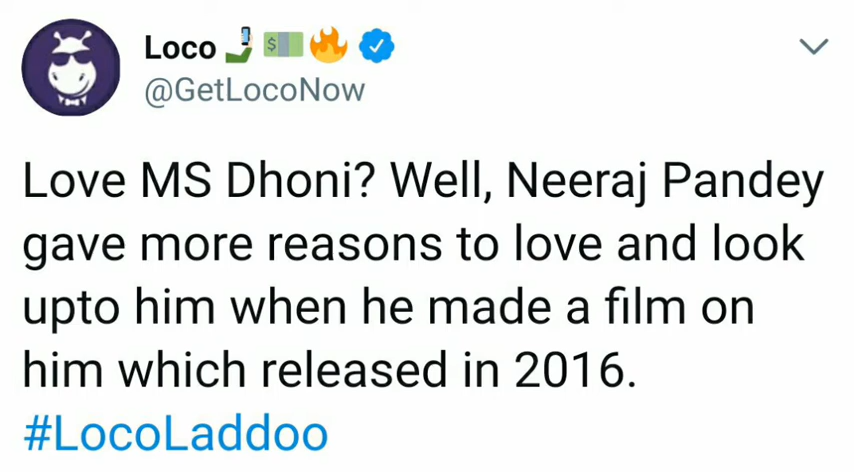 Loco 🤳💵🔥
@GetLocoNow
Love MS Dhoni? Well, Neeraj Pandey
gave more reasons to love and look
upto him when he made a film on
him which released in 2016.
#LocoLaddoo